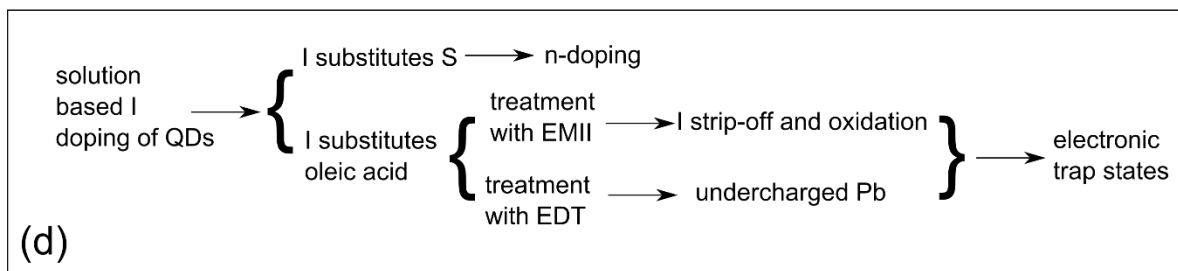 solution
based I
doping of QDs
I substitutes S
n-doping
I substitutes
oleic acid
treatment
with EMII
I strip-off and oxidation
treatment
with EDT
undercharged Pb
electronic
trap states
(d)